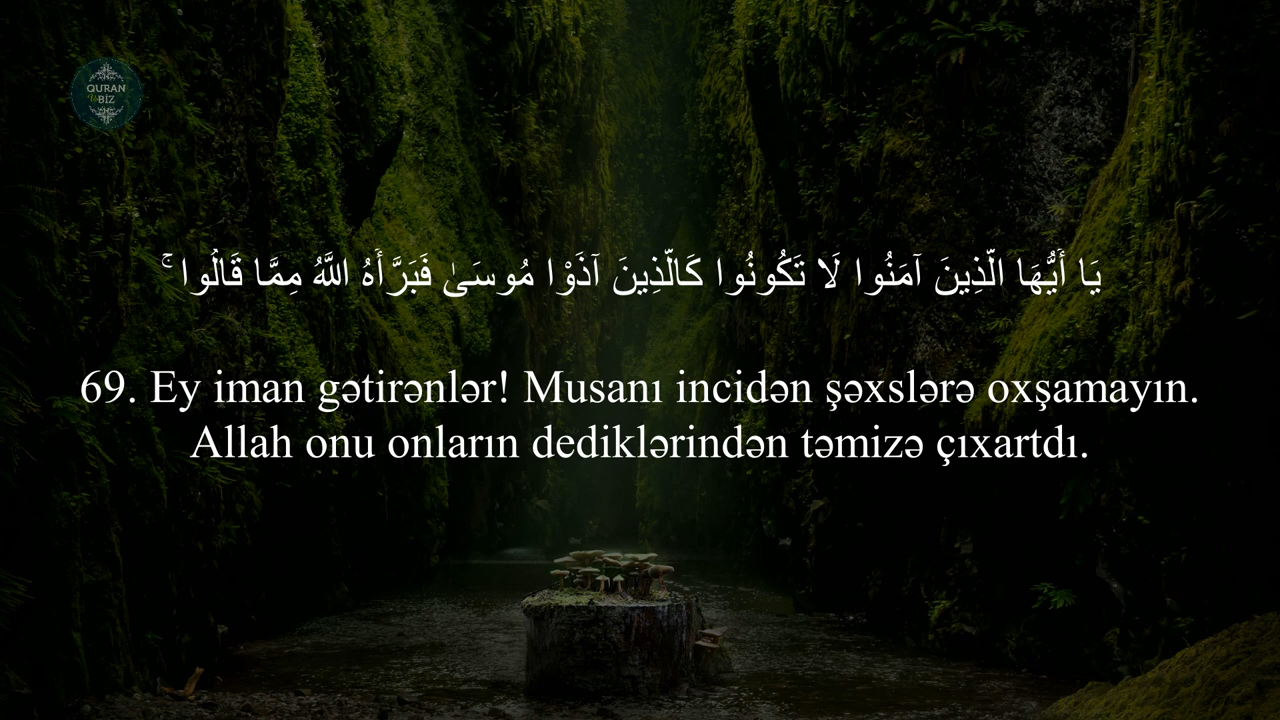 QURAN
Və BİZ
يَا أَيُّهَا الَّذِينَ آمَنُوا لَا تَكُونُوا كَالَّذِينَ آذَوْا مُوسَىٰ فَبَرَّأَهُ اللَّهُ مِمَّا قَالُوا ۚ
69. Ey iman gətirənlər! Musanı incidən şəxslərə oxşamayın.
Allah onu onların dediklərindən təmizə çıxartdı.